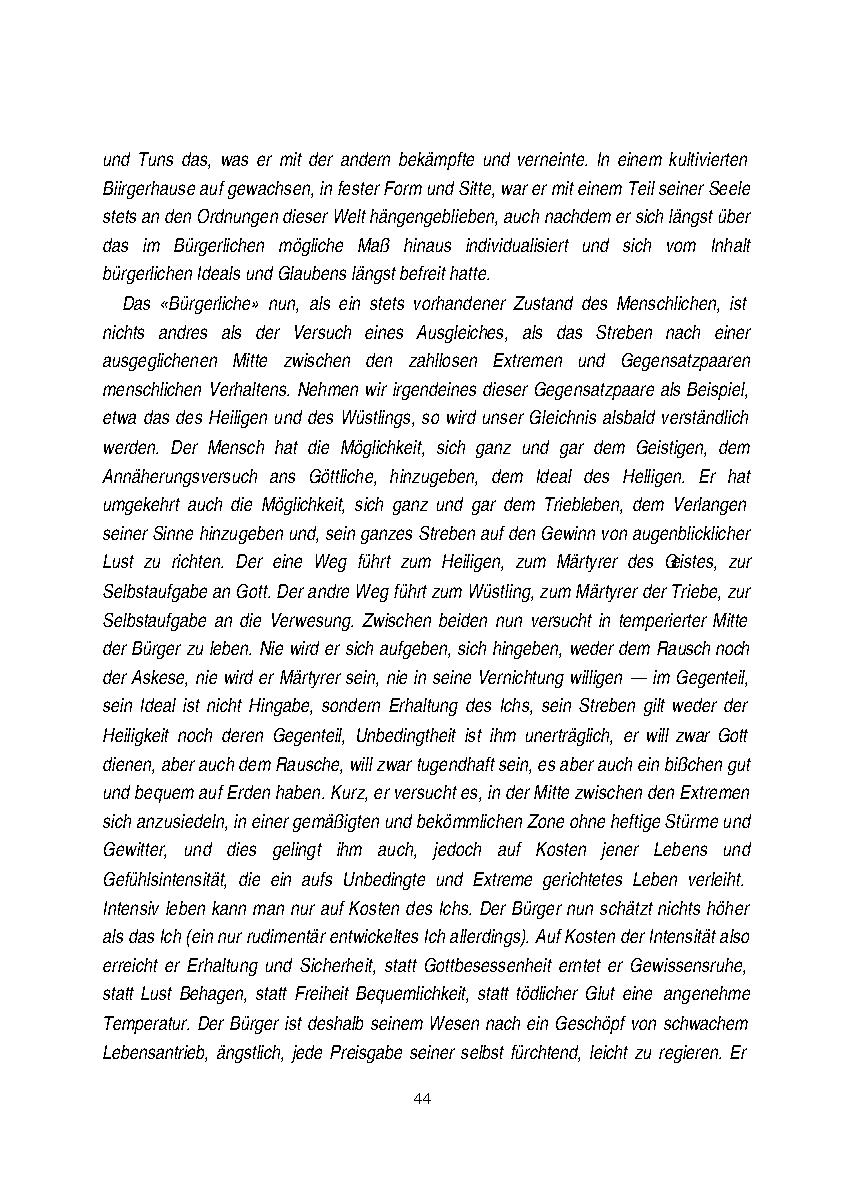 und Tuns das, was er mit der andern bekämpfte und verneinte. In einem kultivierten
Biirgerhause auf gewachsen, in fester Form und Sitte, war er mit einem Teil seiner Seele
stets an den Ordnungen dieser Welt hängengeblieben, auch nachdem er sich längst über
das im Bürgerlichen mögliche Maß hinaus individualisiert und sich vom Inhalt
bürgerlichen Ideals und Glaubens längst befreit hatte.
Das «Bürgerliche» nun, als ein stets vorhandener Zustand des Menschlichen, ist
nichts andres als der Versuch eines Ausgleiches, als das Streben nach einer
ausgeglichenen Mitte zwischen den zahllosen Extremen und Gegensatzpaaren
menschlichen Verhaltens. Nehmen wir irgendeines dieser Gegensatzpaare als Beispiel,
etwa das des Heiligen und des Wüstlings, so wird unser Gleichnis alsbald verständlich
werden. Der Mensch hat die Möglichkeit, sich ganz und gar dem Geistigen, dem
Annäherungsversuch ans Göttliche, hinzugeben, dem Ideal des Helligen. Er hat
umgekehrt auch die Möglichkeit, sich ganz und gar dem Triebleben, dem Verlangen
seiner Sinne hinzugeben und, sein ganzes Streben auf den Gewinn von augenblicklicher
Lust zu richten. Der eine Weg führt zum Heiligen, zum Märtyrer des Geistes, zur
Selbstaufgabe an Gott. Der andre Weg führt zum Wüstling, zum Märtyrer der Triebe, zur
Selbstaufgabe an die Verwesung. Zwischen beiden nun versucht in temperierter Mitte
der Bürger zu leben. Nie wird er sich aufgeben, sich hingeben, weder dem Rausch noch
der Askese, nie wird er Märtyrer sein, nie in seine Vernichtung willigen — im Gegenteil,
sein Ideal ist nicht Hingabe, sondern Erhaltung des Ichs, sein Streben gilt weder der
Heiligkeit noch deren Gegenteil, Unbedingtheit ist ihm unerträglich, er will zwar Gott
dienen, aber auch dem Rausche, will zwar tugendhaft sein, es aber auch ein bißchen gut
und bequem auf Erden haben. Kurz, er versucht es, in der Mitte zwischen den Extremen
sich anzusiedeln, in einer gemäßigten und bekömmlichen Zone ohne heftige Stürme und
Gewitter, und dies gelingt ihm auch, jedoch auf Kosten jener Lebens und
Gefühlsintensität, die ein aufs Unbedingte und Extreme gerichtetes Leben verleiht.
Intensiv leben kann man nur auf Kosten des Ichs. Der Bürger nun schätzt nichts höher
als das Ich (ein nur rudimentär entwickeltes Ich allerdings). Auf Kosten der Intensität also
erreicht er Erhaltung und Sicherheit, statt Gottbesessenheit erntet er Gewissensruhe,
statt Lust Behagen, statt Freiheit Bequemlichkeit, statt tödlicher Glut eine angenehme
Temperatur. Der Bürger ist deshalb seinem Wesen nach ein Geschöpf von schwachem
Lebensantrieb, ängstlich, jede Preisgabe seiner selbst fürchtend, leicht zu regieren. Er
44